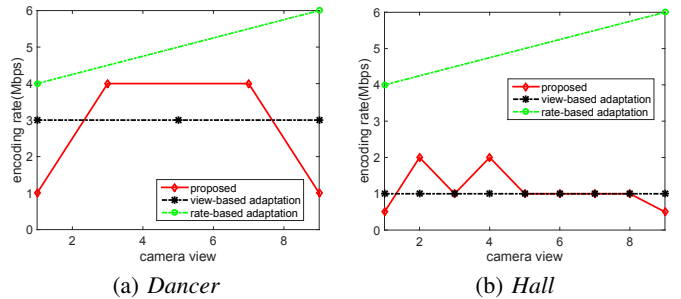 encoding rate(Mbps)
6
5
4
3
2
1
0
proposed
view-based adaptation
rate-based adaptation
2 4 6 8
camera view
(a) Dancer
encoding rate(Mbps)
6
5
4
3
2
1
0
proposed
view-based adaptation
rate-based adaptation
2 4 6 8
camera view
(b) Hall